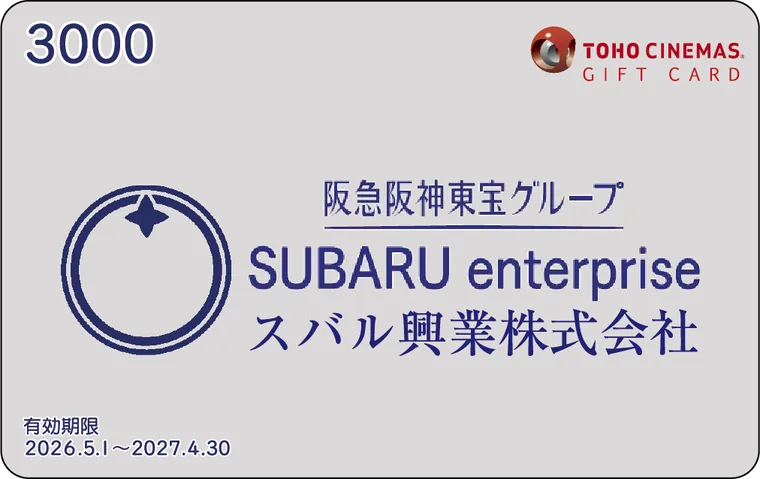 3000
TOHO CINEMAS®
GIFT CARD
阪急阪神東宝グループ
SUBARU enterprise
スバル興業株式会社
有効期限
2026.5.1～2027.4.30